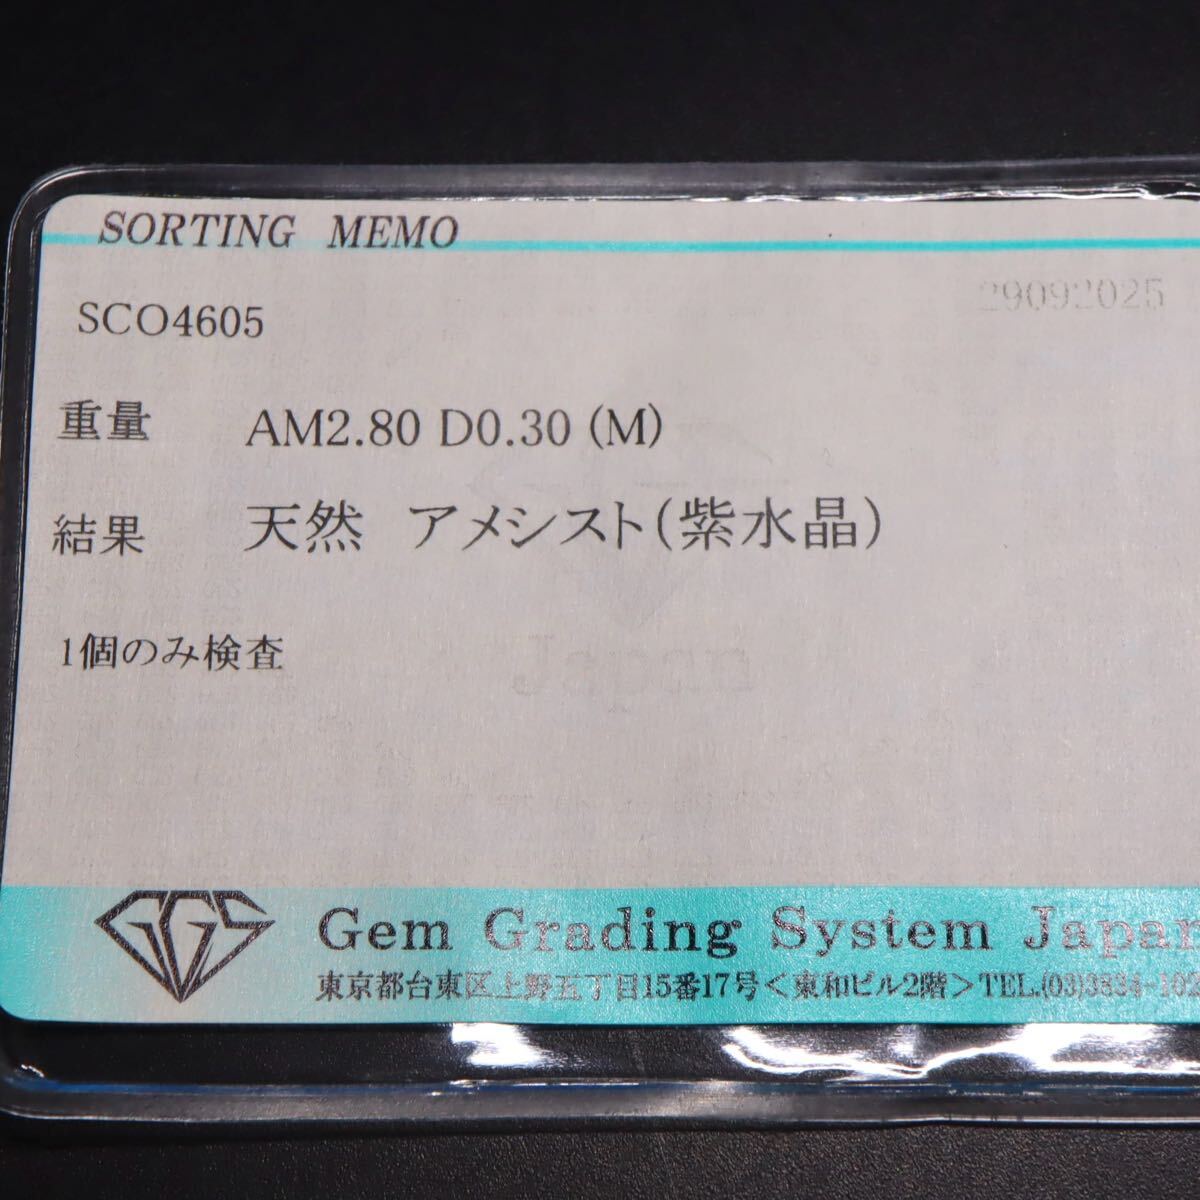 SORTING MEMO
29092025
SCO4605
重量 AM2.80 D0.30 (M)
結果 天然 アメシスト(紫水晶)
1個のみ検査
Japan
GGS Gem Grading System Japan
東京都台東区上野五丁目15番17号<東和ビル2階>TEL.(03)3834-102